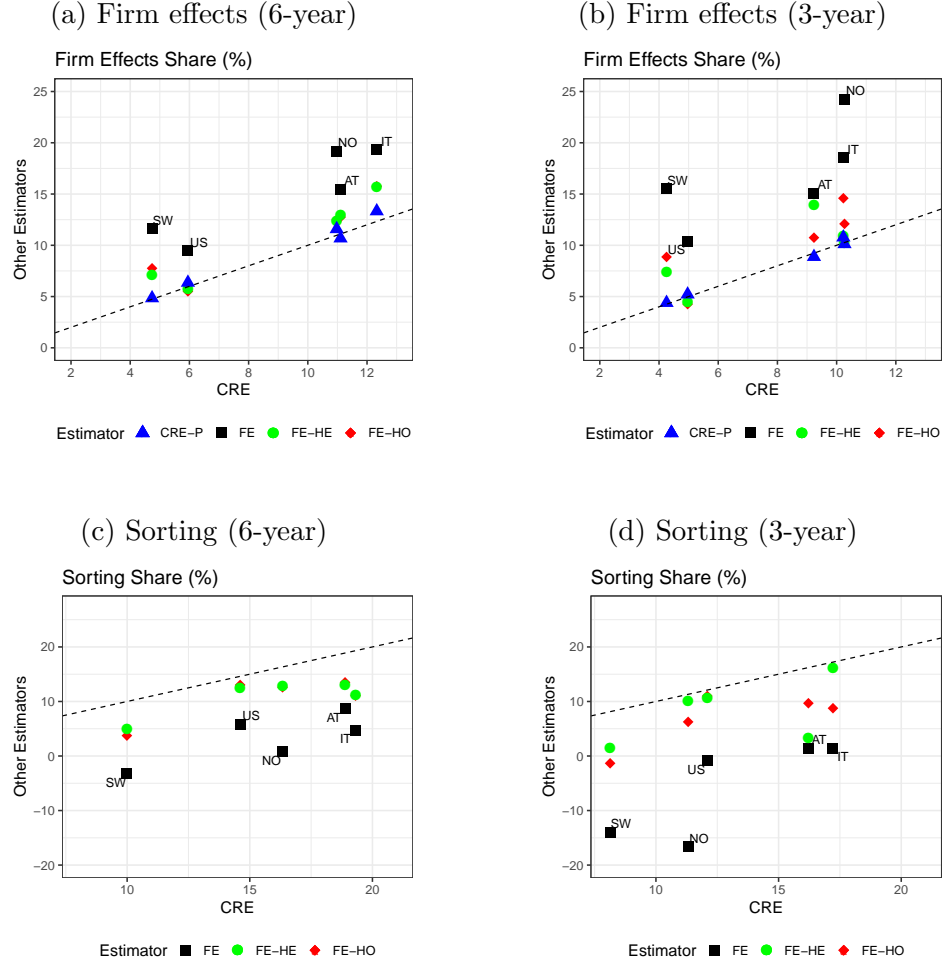 (a) Firm effects (6-year)
Firm Effects Share (%)
Other Estimators
25
20
15
10
5
0
NO
IT
AT
SW
US
2 4 6 8 10 12
CRE
Estimator CRE−P FE FE−HE FE−HO
(b) Firm effects (3-year)
Firm Effects Share (%)
Other Estimators
25
20
15
10
5
0
NO
IT
SW
AT
US
2 4 6 8 10 12
CRE
Estimator CRE−P FE FE−HE FE−HO
(c) Sorting (6-year)
Sorting Share (%)
Other Estimators
20
10
0
−10
−20
US
AT
NO
IT
SW
10 15 20
CRE
Estimator FE FE−HE FE−HO
(d) Sorting (3-year)
Sorting Share (%)
Other Estimators
20
10
0
−10
−20
AT
IT
US
SW
NO
10 15 20
CRE
Estimator FE FE−HE FE−HO